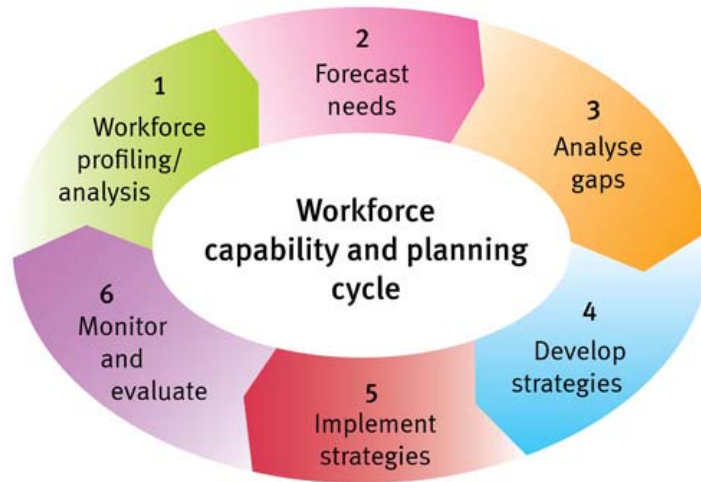 1
Workforce
profiling/
analysis
2
Forecast
needs
3
Analyse
gaps
4
Develop
strategies
5
Implement
strategies
6
Monitor
and
evaluate
Workforce
capability and planning
cycle